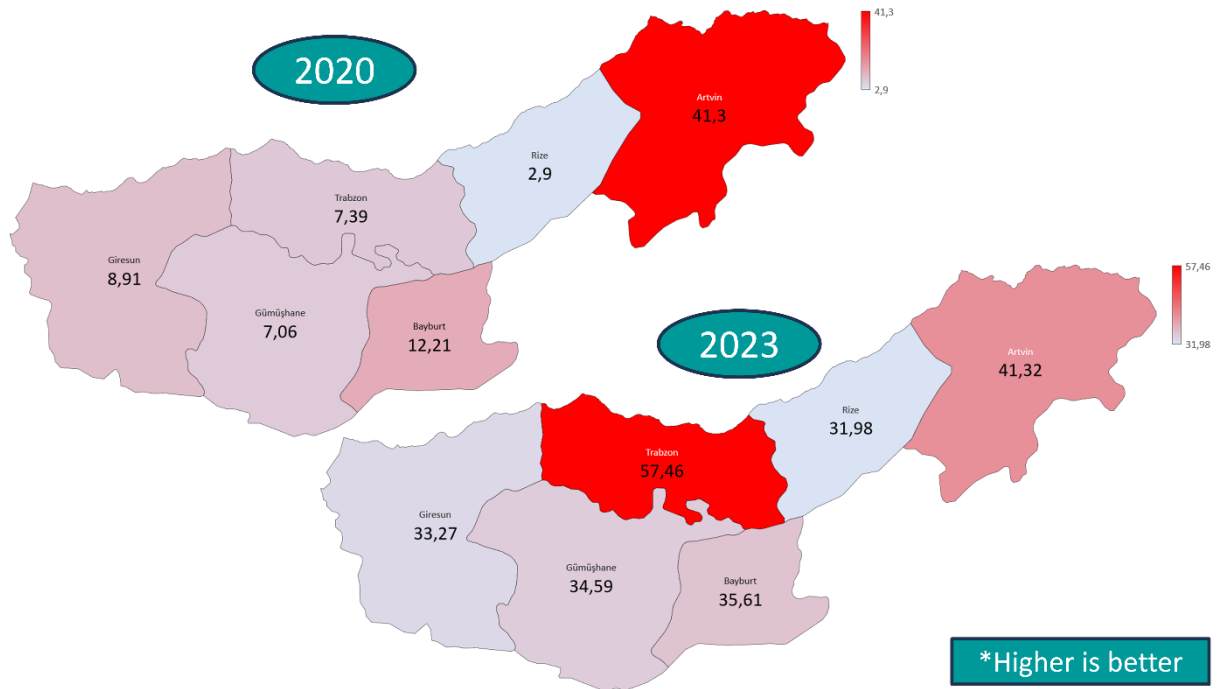 2020
41,3
2,9
Artvin
41,3
Rize
2,9
Trabzon
7,39
Giresun
8,91
Gümüşhane
7,06
Bayburt
12,21
2023
57,46
31,98
Artvin
41,32
Rize
31,98
Trabzon
57,46
Giresun
33,27
Gümüşhane
34,59
Bayburt
35,61
*Higher is better